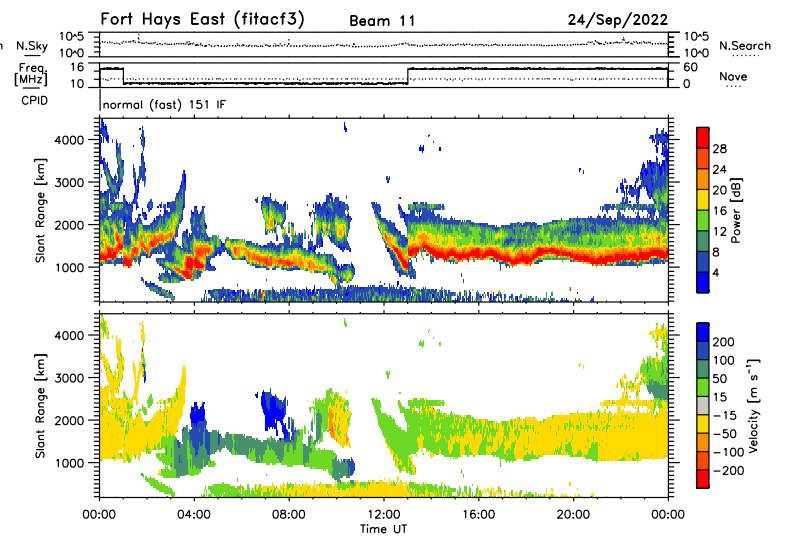 Fort Hays East (fitacf3) Beam 11 24/Sep/2022
N.Sky 10^5 10^0 10^5 10^0 N.Search
Freq. [MHz] 16 10 60 0 Nave
CPID normal (fast) 151 IF
Slant Range [km] 4000 3000 2000 1000
28 24 20 16 12 8 4 Power [dB]
Slant Range [km] 4000 3000 2000 1000
200 100 50 15 −15 −50 −100 −200 Velocity [m s⁻¹]
00:00 04:00 08:00 12:00 16:00 20:00 00:00
Time UT